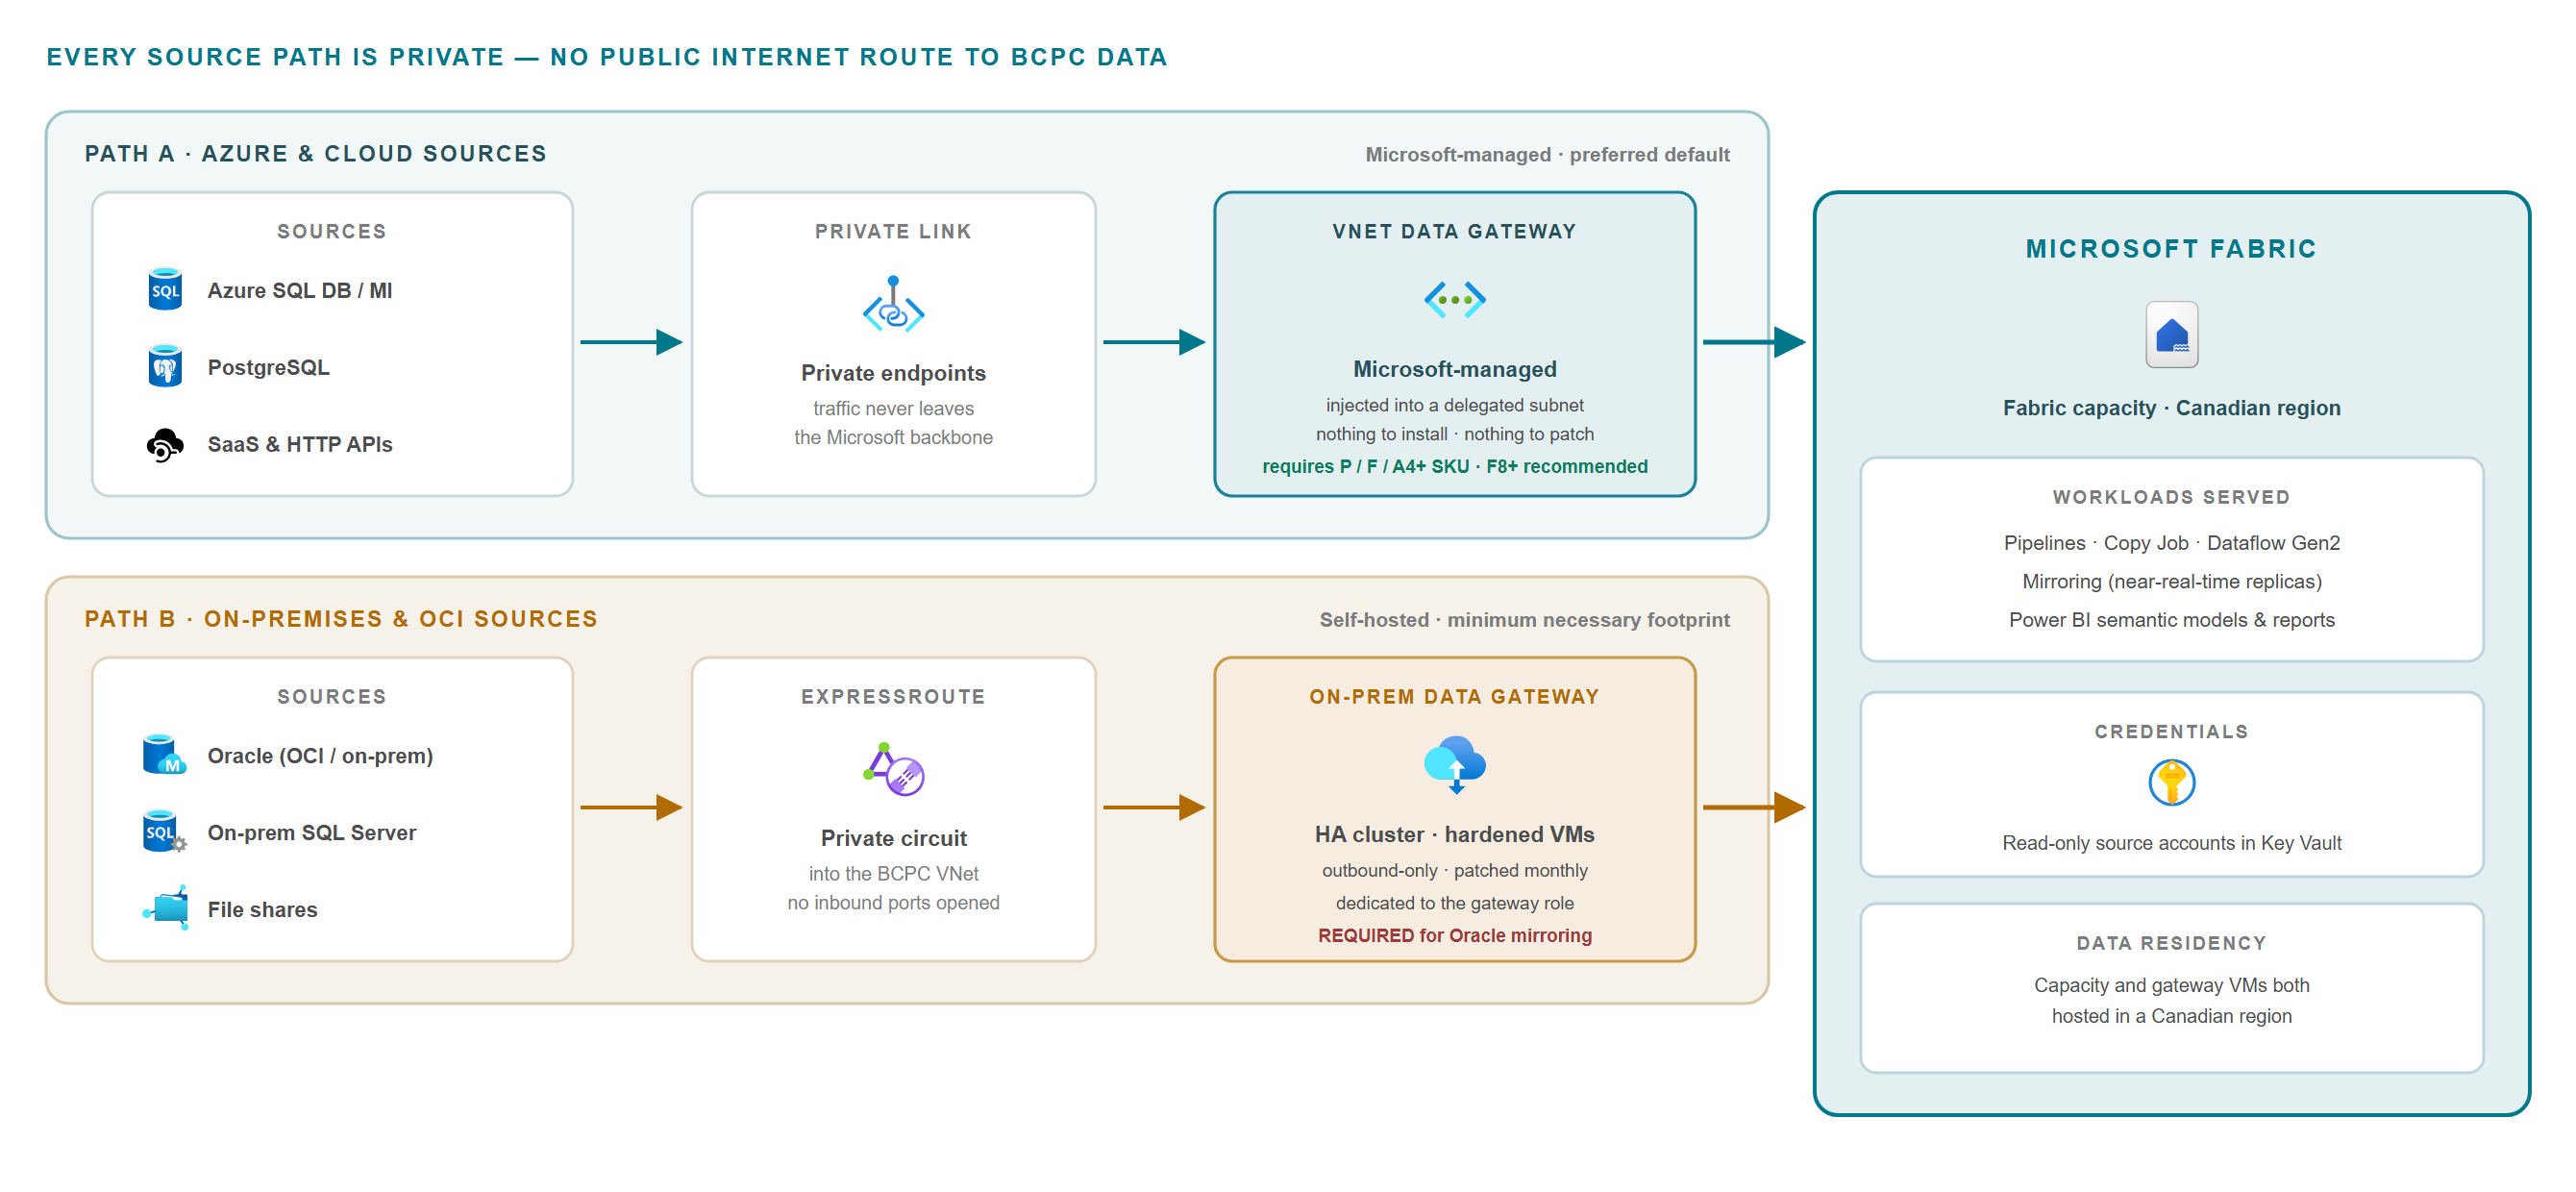 EVERY SOURCE PATH IS PRIVATE — NO PUBLIC INTERNET ROUTE TO BCPC DATA
PATH A · AZURE & CLOUD SOURCES
Microsoft-managed · preferred default
SOURCES
SQL
Azure SQL DB / MI
PostgreSQL
SaaS & HTTP APIs
PRIVATE LINK
Private endpoints
traffic never leaves
the Microsoft backbone
VNET DATA GATEWAY
Microsoft-managed
injected into a delegated subnet
nothing to install · nothing to patch
requires P / F / A4+ SKU · F8+ recommended
PATH B · ON-PREMISES & OCI SOURCES
Self-hosted · minimum necessary footprint
SOURCES
M
Oracle (OCI / on-prem)
SQL
On-prem SQL Server
File shares
EXPRESSROUTE
Private circuit
into the BCPC VNet
no inbound ports opened
ON-PREM DATA GATEWAY
HA cluster · hardened VMs
outbound-only · patched monthly
dedicated to the gateway role
REQUIRED for Oracle mirroring
MICROSOFT FABRIC
Fabric capacity · Canadian region
WORKLOADS SERVED
Pipelines · Copy Job · Dataflow Gen2
Mirroring (near-real-time replicas)
Power BI semantic models & reports
CREDENTIALS
Read-only source accounts in Key Vault
DATA RESIDENCY
Capacity and gateway VMs both
hosted in a Canadian region